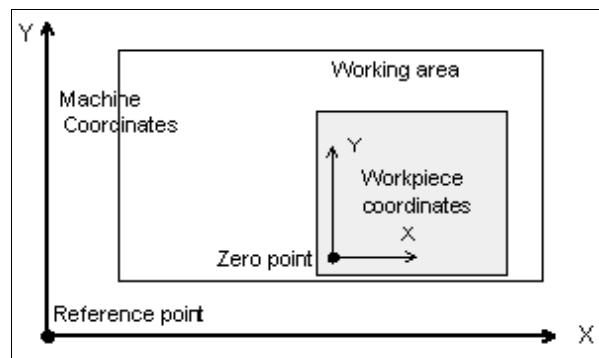 Y
Working area
Machine
Coordinates
Y
Workpiece
coordinates
X
Zero point
Reference point
X